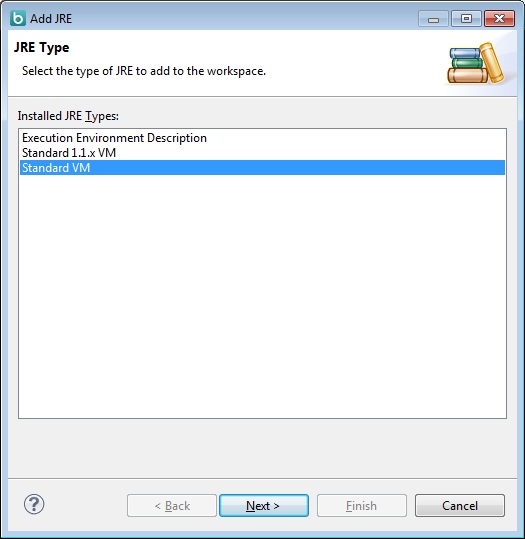 Add JRE
JRE Type
Select the type of JRE to add to the workspace.
Installed JRE Types:
Execution Environment Description
Standard 1.1.x VM
Standard VM
?
< Back
Next >
Finish
Cancel